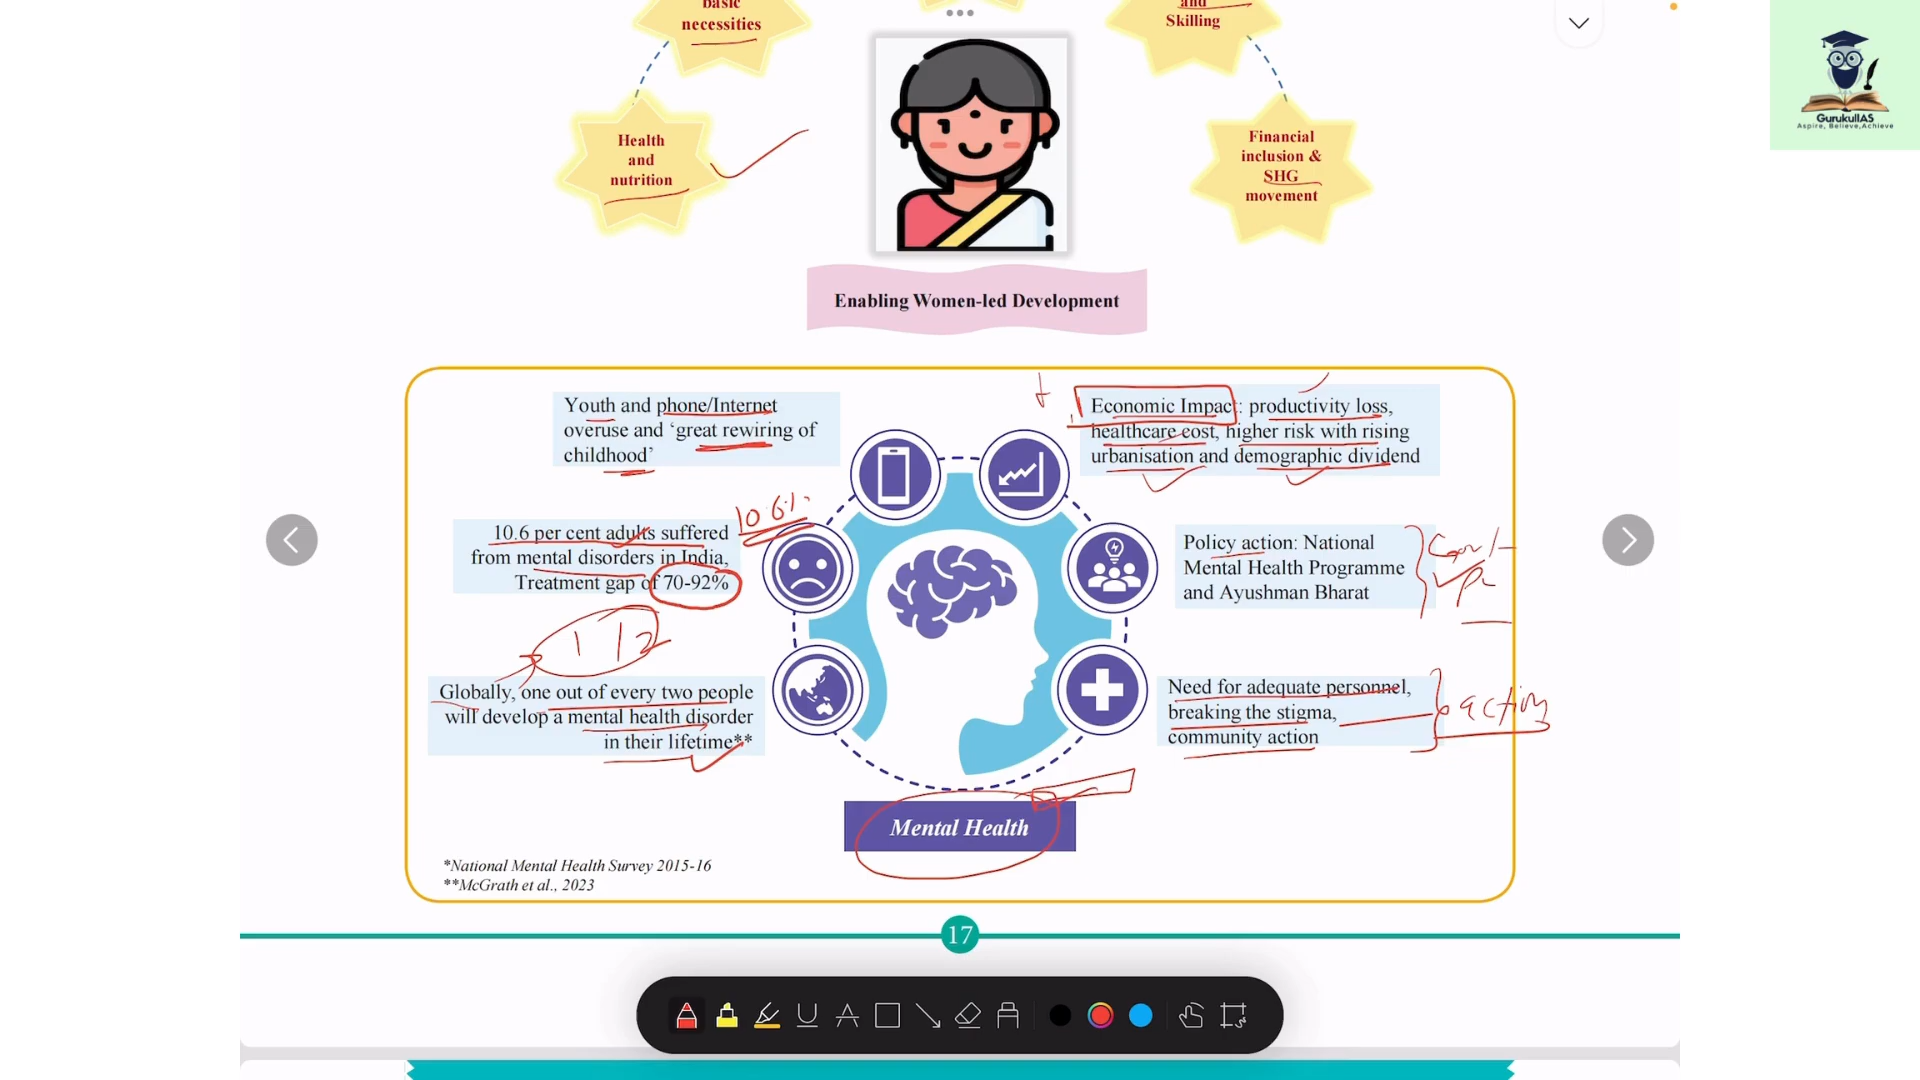 basic
necessities
and
Skilling
Health
and
nutrition
Financial
inclusion &
SHG
movement
GurukulIAS
Aspire, Believe,Achieve
Enabling Women-led Development
Youth and phone/Internet
overuse and ‘great rewiring of
childhood’
Economic Impact: productivity loss,
healthcare cost, higher risk with rising
urbanisation and demographic dividend
10.6%
10.6 per cent adults suffered
from mental disorders in India,
Treatment gap of 70-92%
Policy action: National
Mental Health Programme
and Ayushman Bharat
1/2
Globally, one out of every two people
will develop a mental health disorder
in their lifetime**
Need for adequate personnel,
breaking the stigma,
community action
action
Mental Health
*National Mental Health Survey 2015-16
**McGrath et al., 2023
17